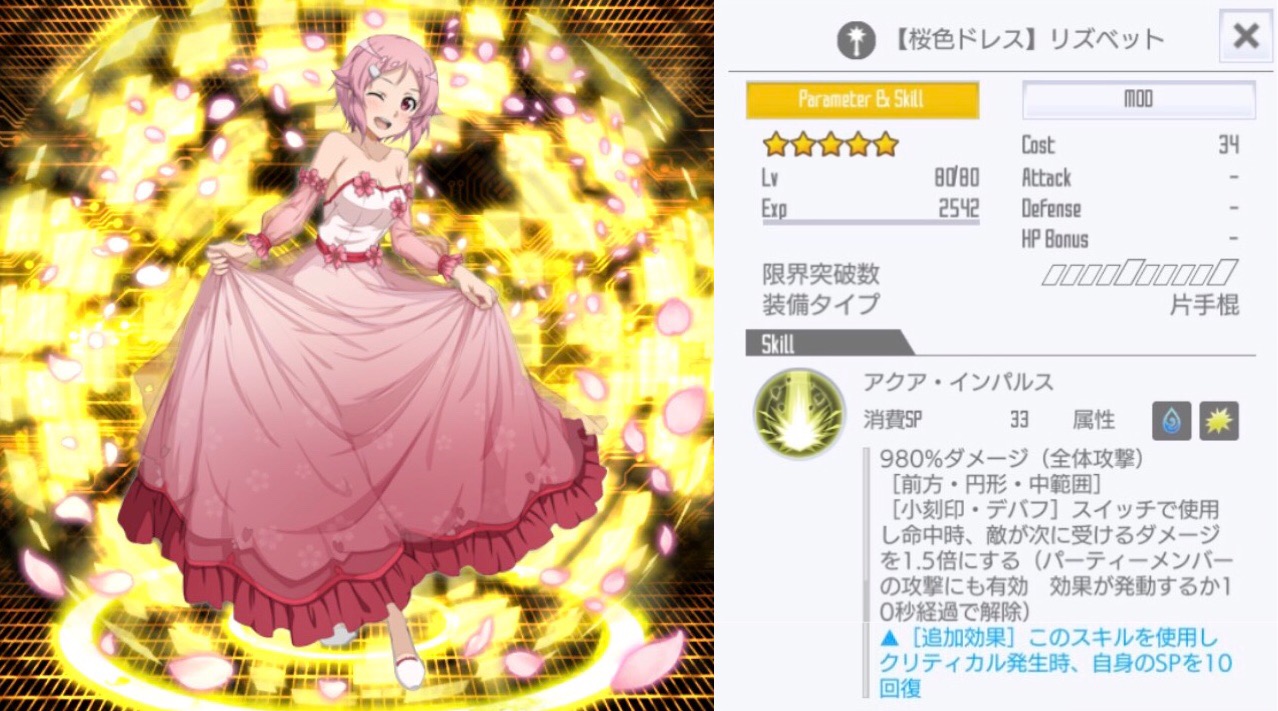 【桜色ドレス】リズベット
Parameter & Skill
MOD
Lv 80/80
Exp 2542
Cost 34
Attack -
Defense -
HP Bonus -
限界突破数
装備タイプ 片手棍
Skill
アクア・インパルス
消費SP 33 属性
980%ダメージ（全体攻撃）
［前方・円形・中範囲］
［小刻印・デバフ］スイッチで使用
し命中時、敵が次に受けるダメージ
を1.5倍にする（パーティーメンバー
の攻撃にも有効　効果が発動するか1
0秒経過で解除）
▲［追加効果］このスキルを使用し
クリティカル発生時、自身のSPを10
回復